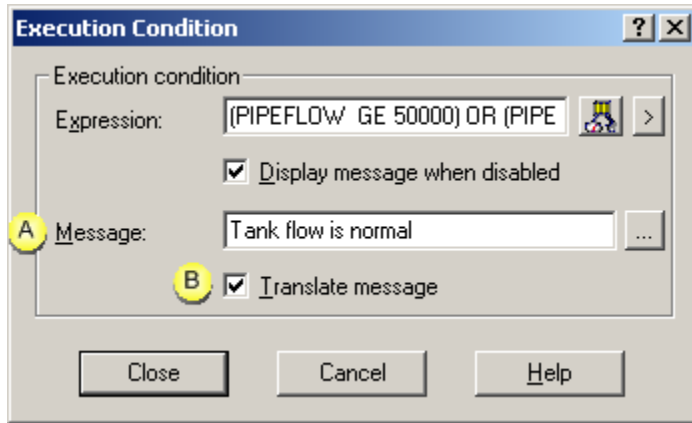 Execution Condition
Execution condition
Expression: (PIPEFLOW GE 50000) OR (PIPE >
Display message when disabled
A Message: Tank flow is normal ...
B Translate message
Close Cancel Help